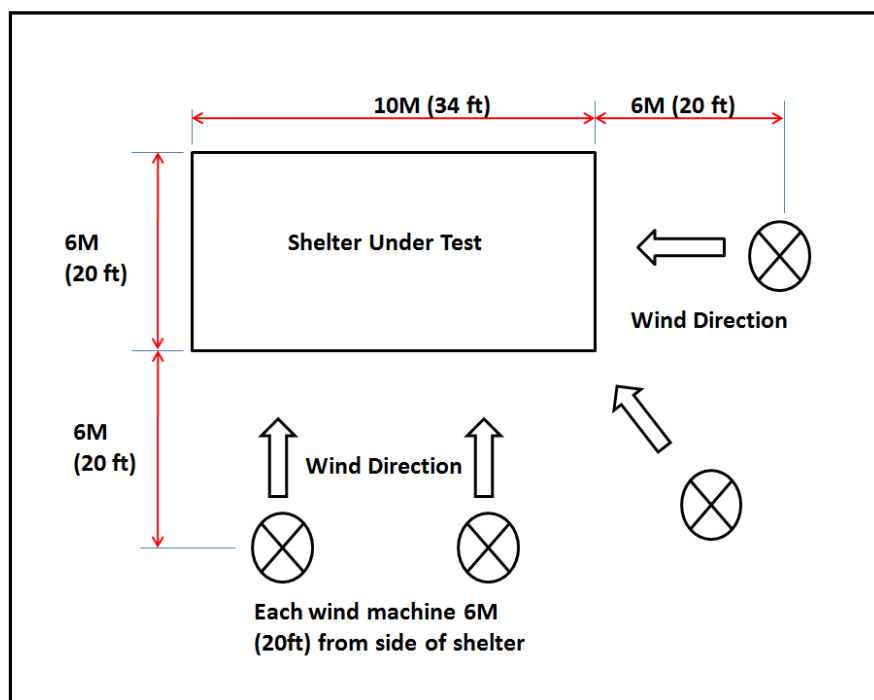 10M (34 ft)
6M (20 ft)
6M
(20 ft)
Shelter Under Test
Wind Direction
6M
(20 ft)
Wind Direction
Each wind machine 6M
(20ft) from side of shelter